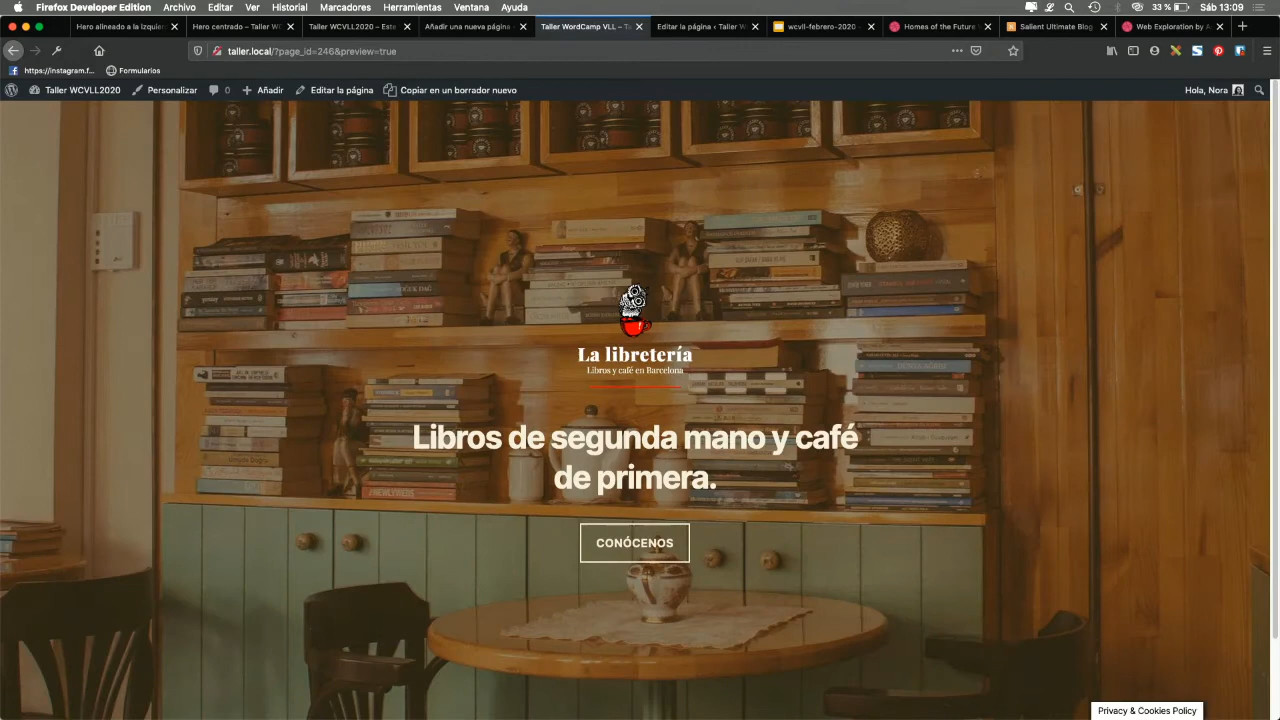 Firefox Developer Edition Archivo Editar Ver Historial Marcadores Herramientas Ventana Ayuda 33 % Sáb 13:09
Hero alineado a la izquierd Hero centrado – Taller WC Taller WCVLL2020 – Este Añadir una nueva página Taller WordCamp VLL – T Editar la página ‹ Taller W wcvll-febrero-2020 - Homes of the Future Salient Ultimate Blog Web Exploration by A
taller.local/?page_id=246&preview=true
https://instagram.f... Formularios
Taller WCVLL2020 Personalizar 0 Añadir Editar la página Copiar en un borrador nuevo Hola, Nora
La libretería
Libros y café en Barcelona
Libros de segunda mano y café
de primera.
CONÓCENOS
Privacy & Cookies Policy